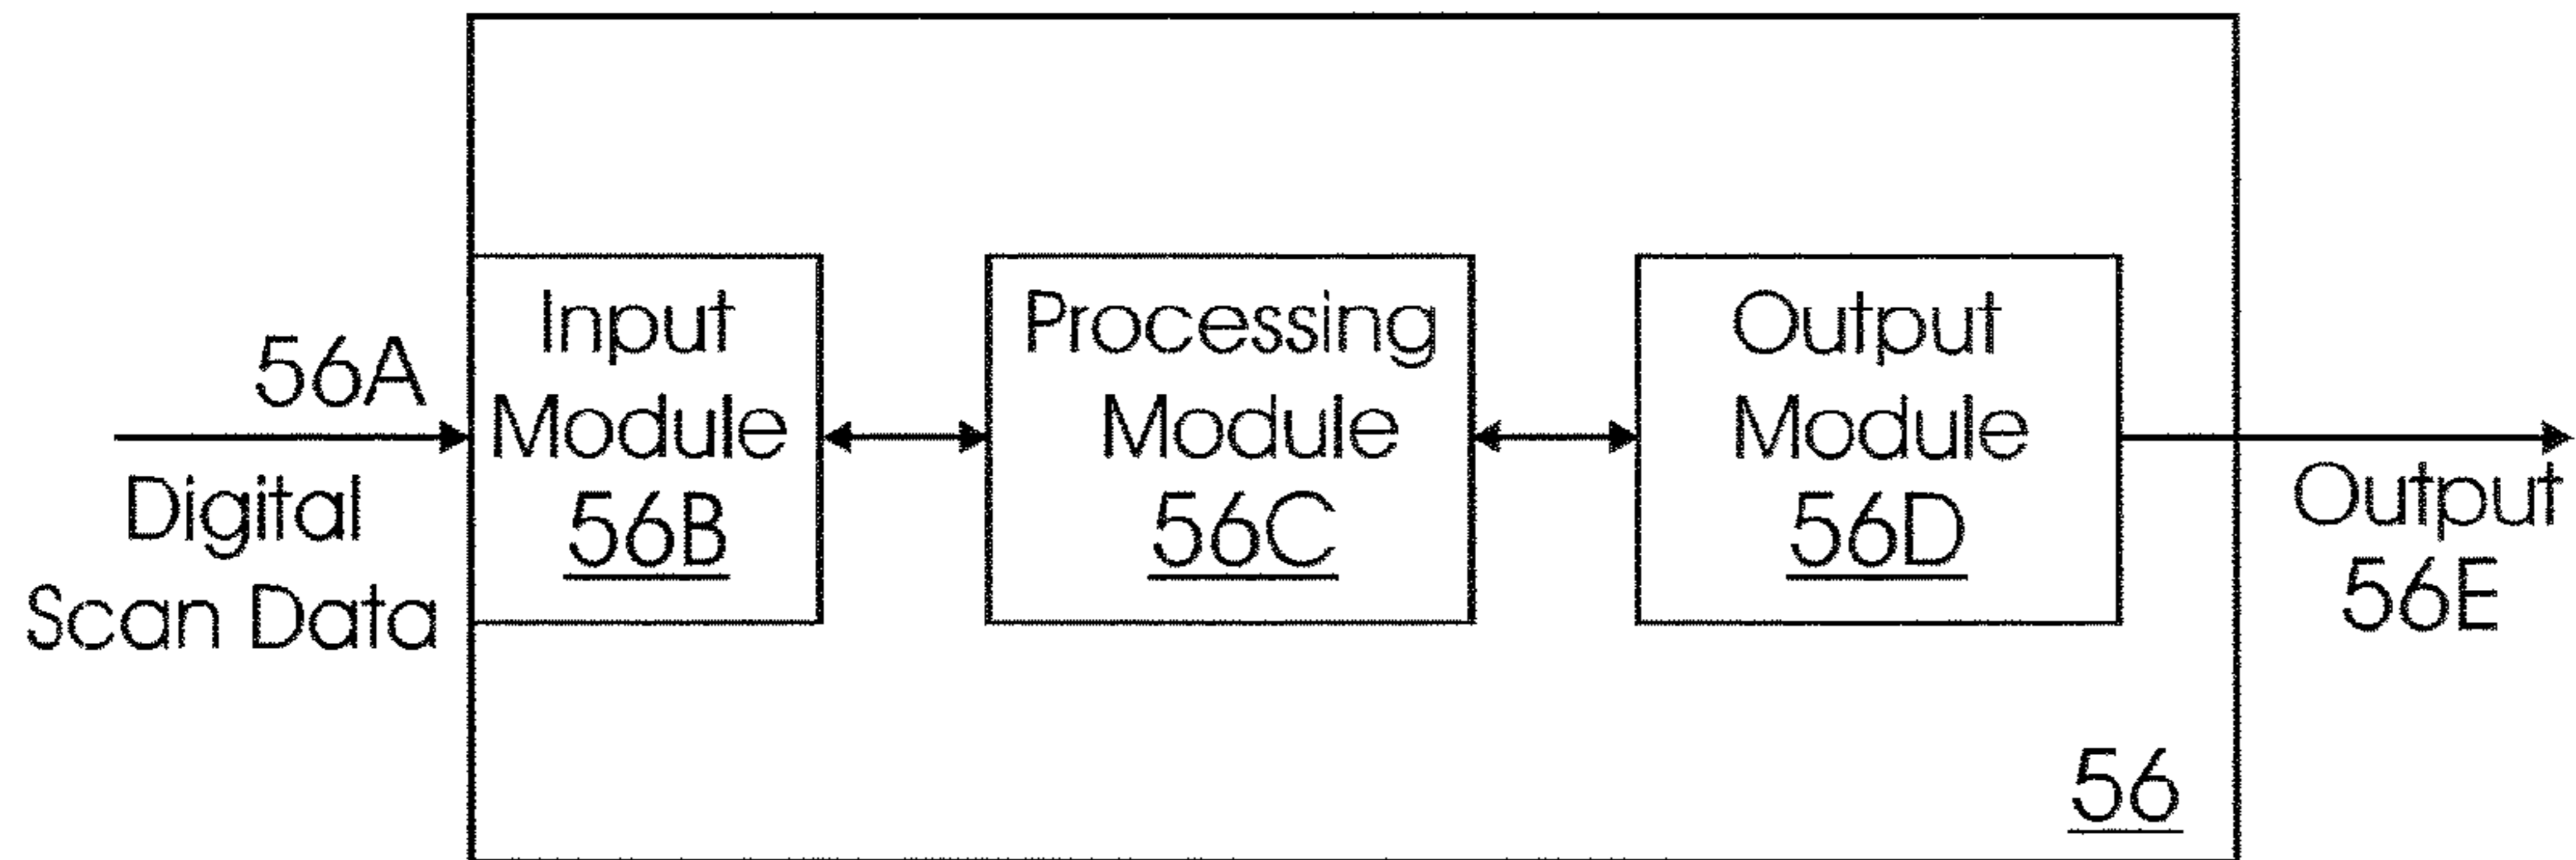 56A
Digital
Scan Data
Input
Module
56B
Processing
Module
56C
Output
Module
56D
Output
56E
56